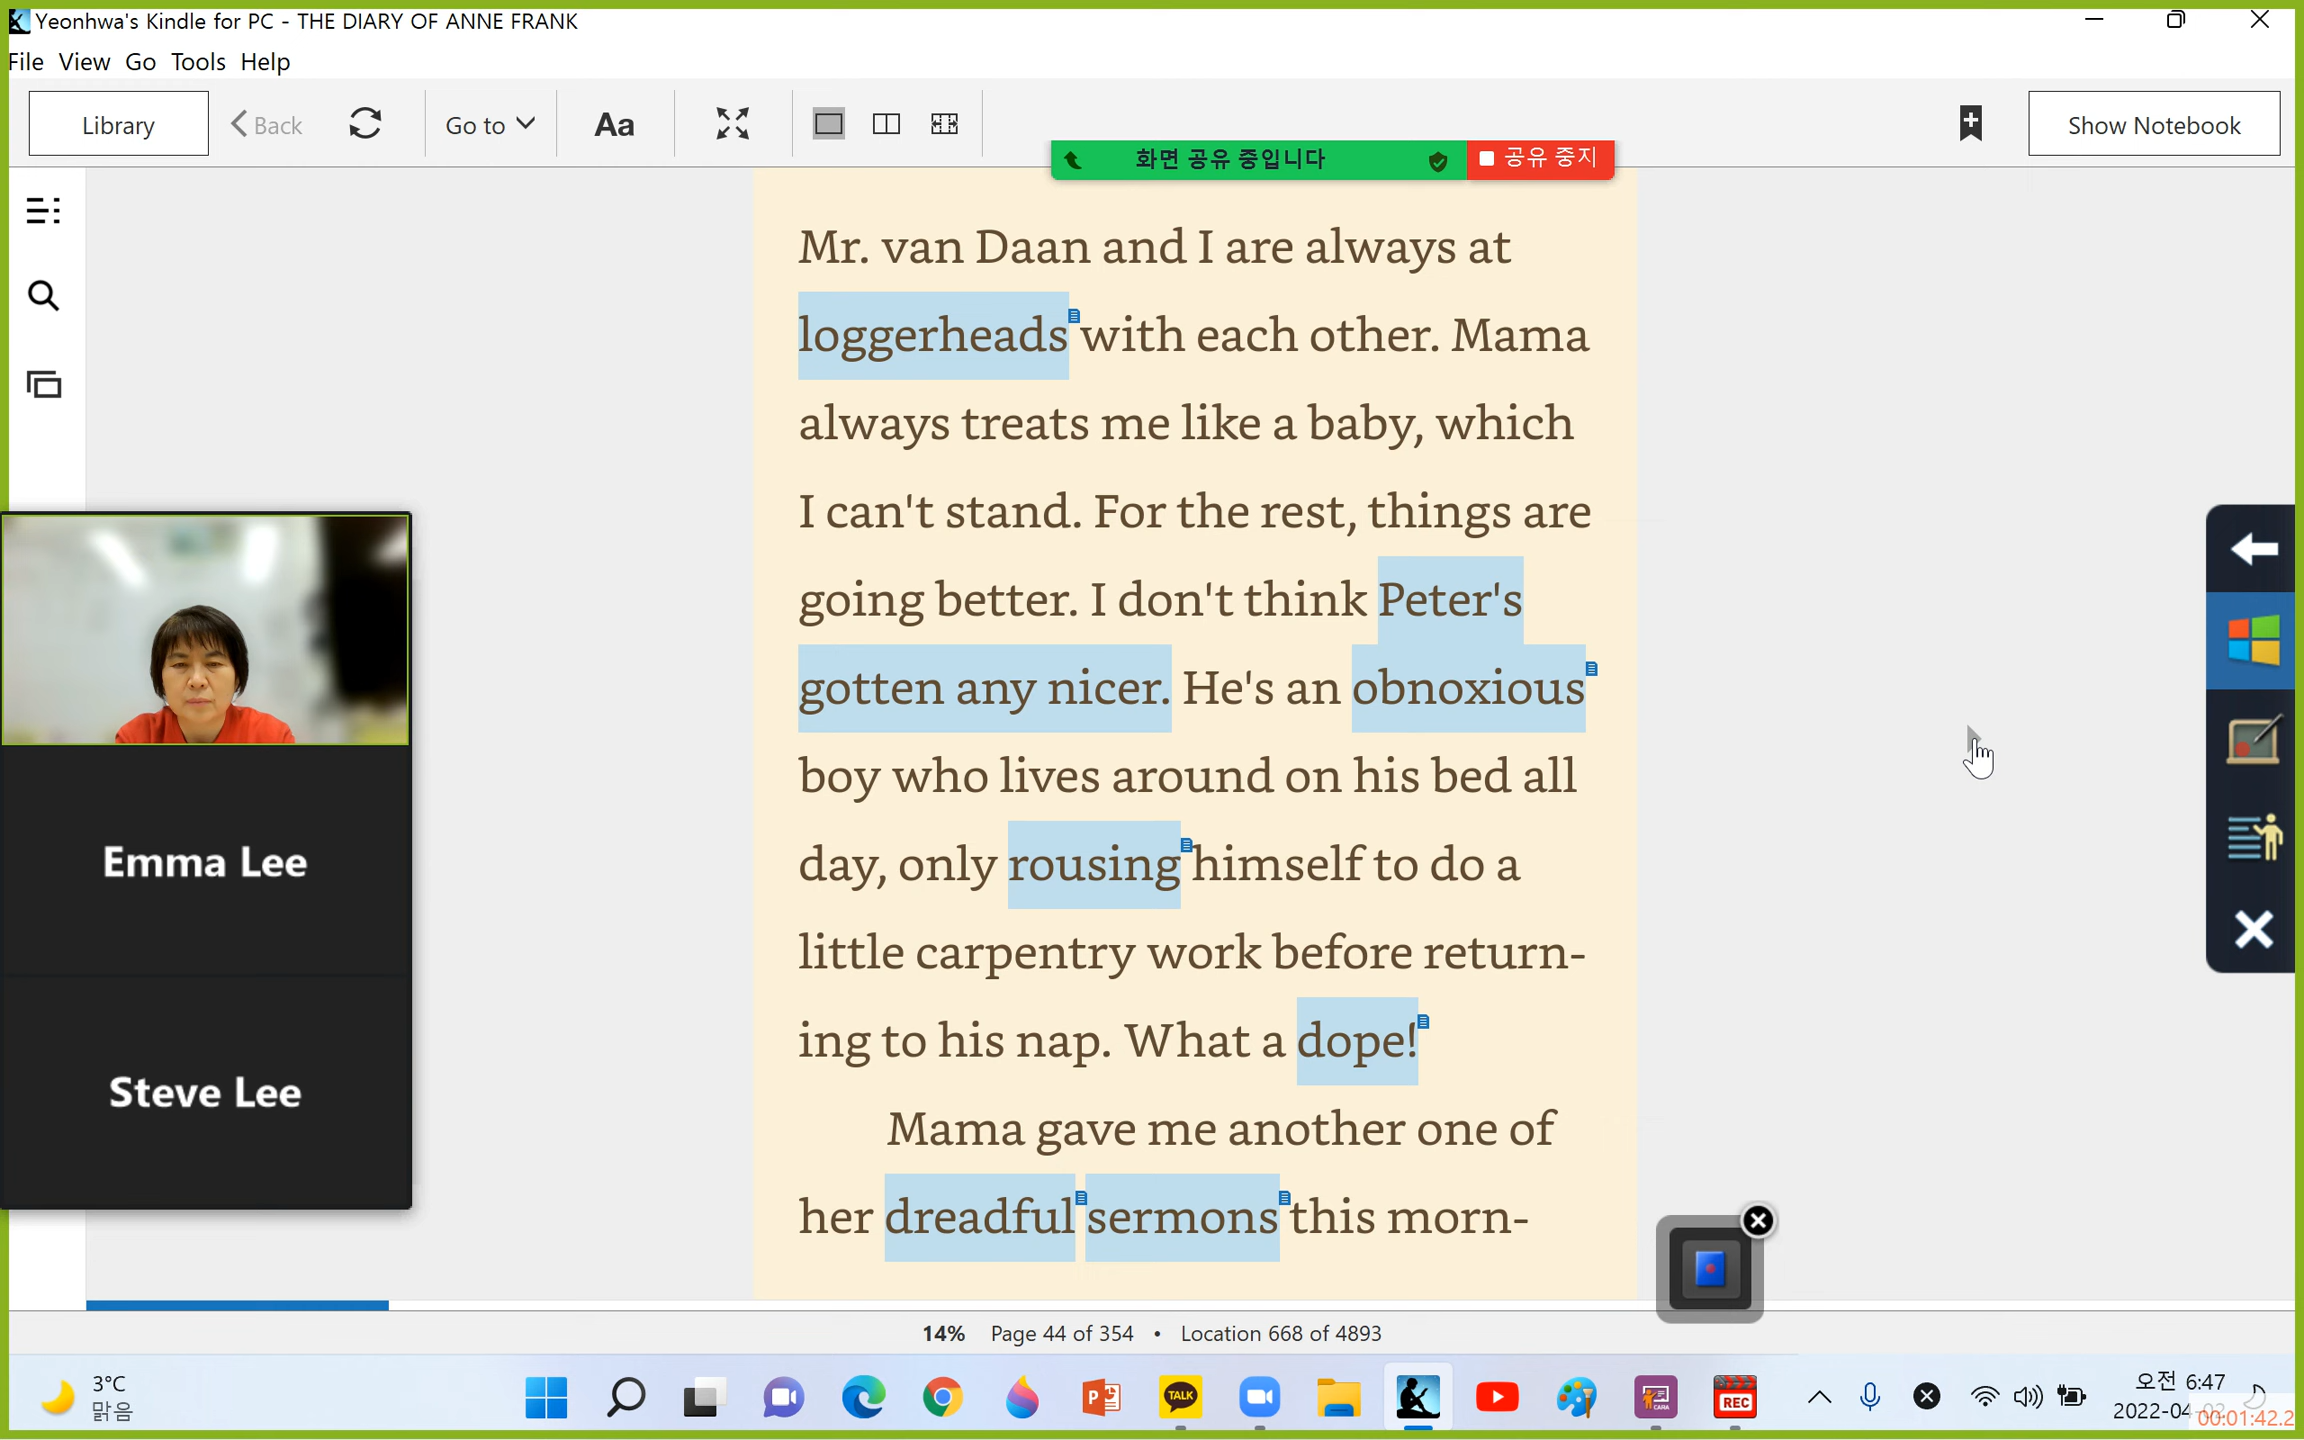 Yeonhwa's Kindle for PC - THE DIARY OF ANNE FRANK
File View Go Tools Help
Library
Back
Go to
Aa
Show Notebook
화면 공유 중입니다
공유 중지
Mr. van Daan and I are always at
loggerheads with each other. Mama
always treats me like a baby, which
I can't stand. For the rest, things are
going better. I don't think Peter's
gotten any nicer. He's an obnoxious
boy who lives around on his bed all
day, only rousing himself to do a
little carpentry work before return-
ing to his nap. What a dope!
Mama gave me another one of
her dreadful sermons this morn-
Emma Lee
Steve Lee
14% Page 44 of 354 • Location 668 of 4893
3°C
맑음
TALK
CARA
REC
오전 6:47
2022-04-02
00:01:42.2